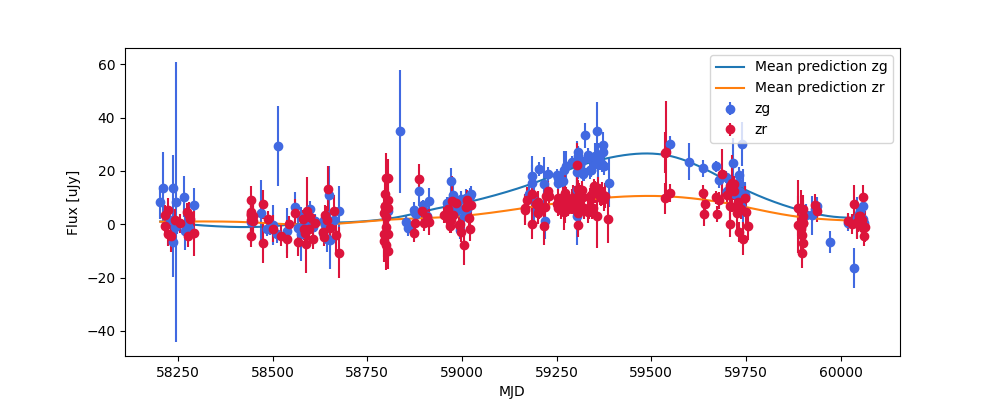 60
40
20
0
−20
−40
Flux [uJy]
58250
58500
58750
59000
59250
59500
59750
60000
MJD
Mean prediction zg
Mean prediction zr
zg
zr